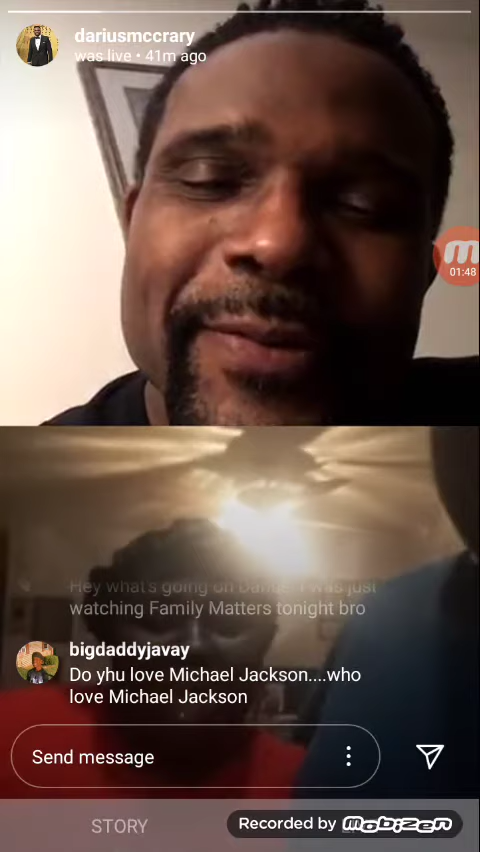 dariusmccrary
was live • 41m ago
m
01:48
Hey what's going on Darius! I was just
watching Family Matters tonight bro
bigdaddyjavay
Do yhu love Michael Jackson....who
love Michael Jackson
Send message
STORY
Recorded by mobizen